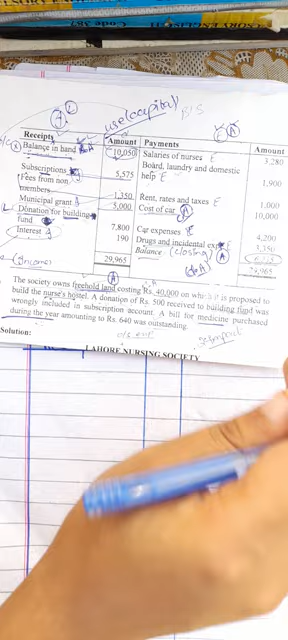 use(capital) B/S
Receipts Amount Payments Amount
Balance in hand 10,050 Salaries of nurses E 3,280
Subscriptions 5,575 Board, laundry and domestic
Fees from non help E 1,900
members 1,350 Rent, rates and taxes E 1,000
Municipal grant 5,000 Cost of car A 10,000
Donation for building
fund 7,800 Car expenses E 4,200
Interest 190 Drugs and incidental exp 3,350
Balance (closing)
29,965 29,965
(Income)
The society owns freehold land costing Rs. 40,000 on which it is proposed to
build the nurse's hostel. A donation of Rs. 500 received to building fund was
wrongly included in subscription account. A bill for medicine purchased
during the year amounting to Rs. 640 was outstanding.
Solution: o/s exp
LAHORE NURSING SOCIETY